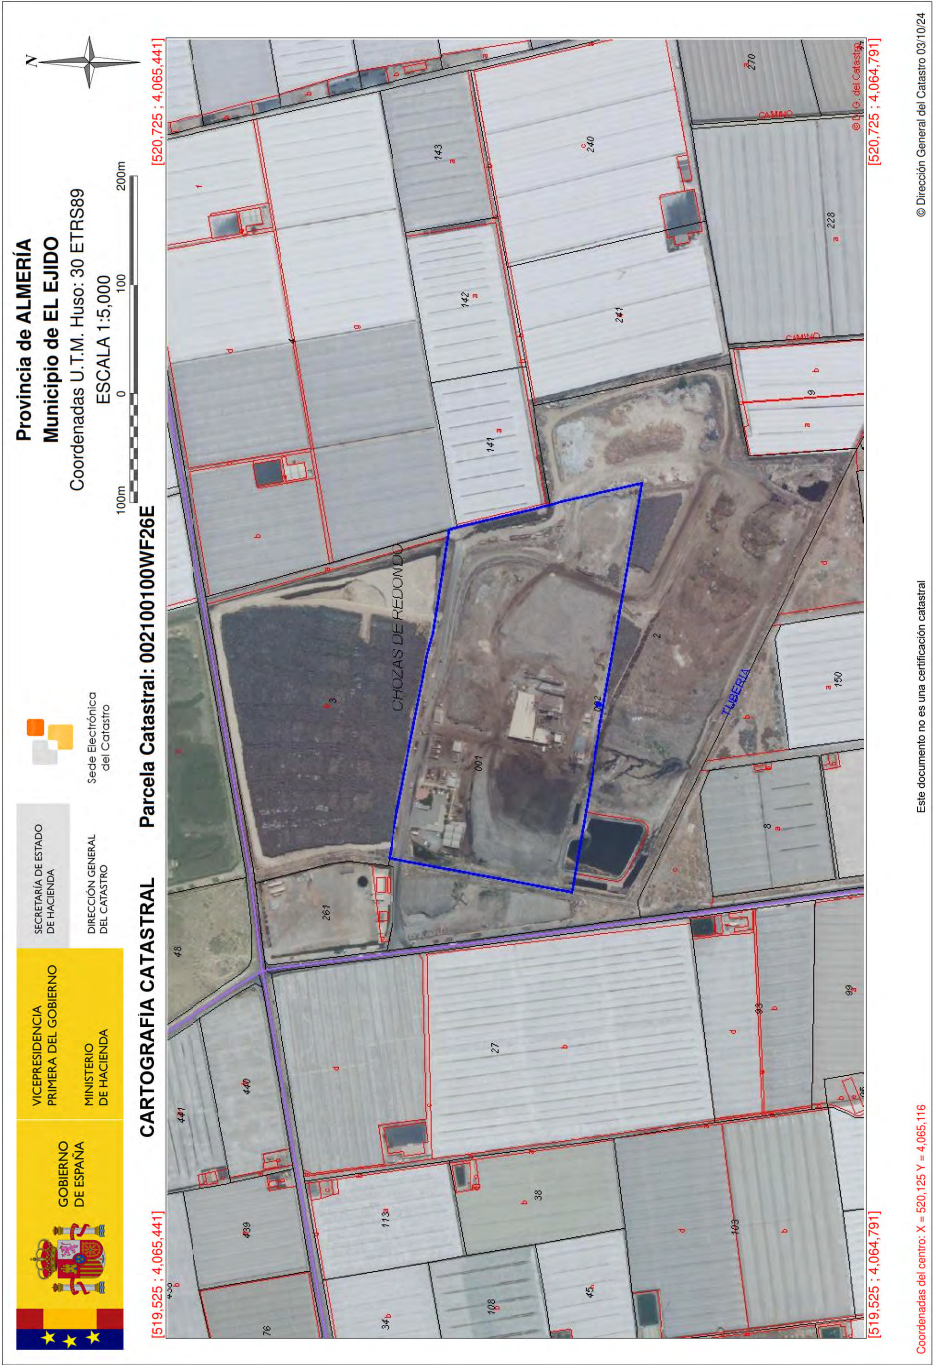 GOBIERNO
DE ESPAÑA
VICEPRESIDENCIA
PRIMERA DEL GOBIERNO
MINISTERIO
DE HACIENDA
SECRETARÍA DE ESTADO
DE HACIENDA
DIRECCIÓN GENERAL
DEL CATASTRO
Sede Electrónica
del Catastro
Provincia de ALMERÍA
Municipio de EL EJIDO
Coordenadas U.T.M. Huso: 30 ETRS89
ESCALA 1:5,000
100m 0 100 200m
N
CARTOGRAFÍA CATASTRAL
Parcela Catastral: 002100100WF26E
[519,525 ; 4,065,441]
[520,725 ; 4,065,441]
441
48
440
439
76
261
3
CHOZAS DE REDONDO
4
143
142
141
240
241
270
CAMINO
228
CAMINO
9
001
002
2
TUBERIA
150
8
27
93
99
113
38
34
108
45
103
© D. G. del Catastro
[519,525 ; 4,064,791]
[520,725 ; 4,064,791]
Coordenadas del centro: X = 520,125 Y = 4,065,116
Este documento no es una certificación catastral
© Dirección General del Catastro 03/10/24